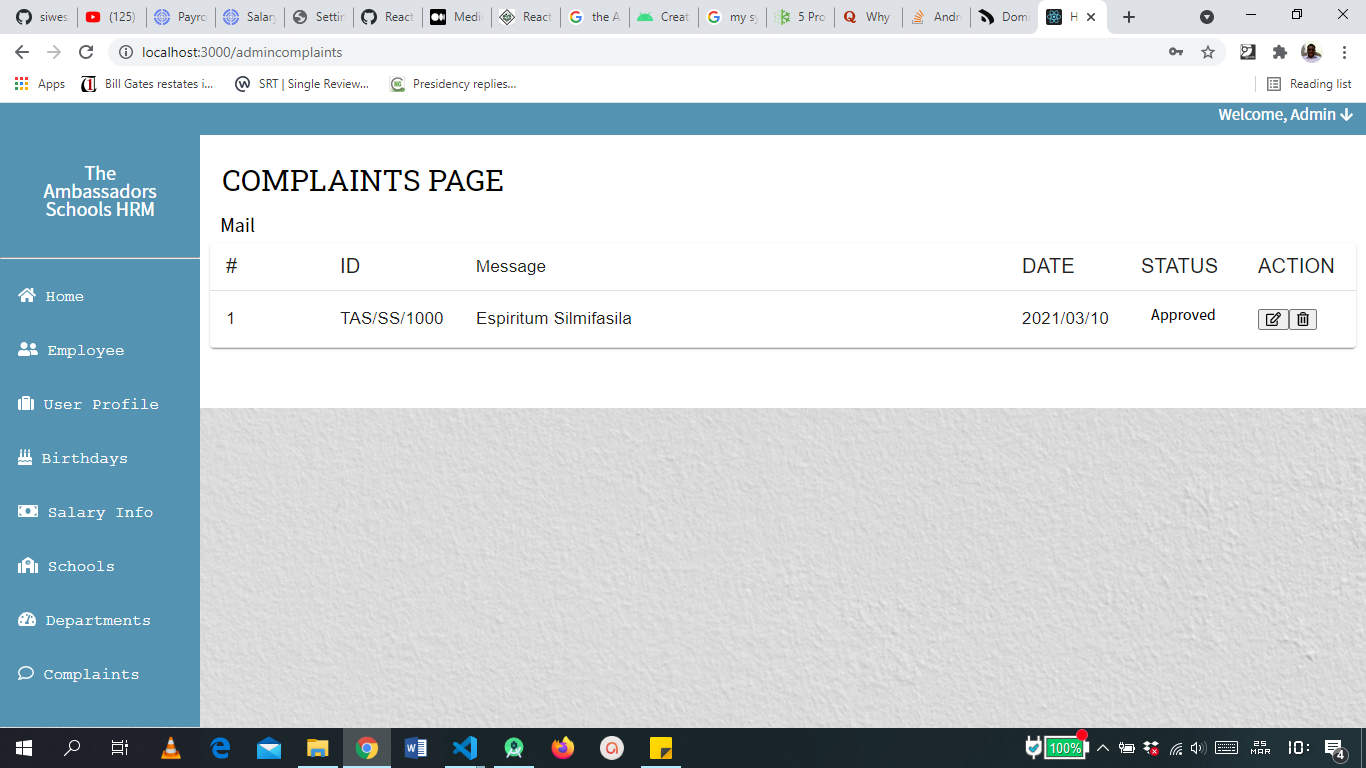 siwes
(125)
Payro
Salary
Settin
React
Medi
React
the A
Creat
my sy
5 Pro
Why
Andr
Dom
H
localhost:3000/admincomplaints
Apps
Bill Gates restates i...
SRT | Single Review...
Presidency replies...
Reading list
Welcome, Admin
The
Ambassadors
Schools HRM
Home
Employee
User Profile
Birthdays
Salary Info
Schools
Departments
Complaints
COMPLAINTS PAGE
Mail
# ID Message DATE STATUS ACTION
1 TAS/SS/1000 Espiritum Silmifasila 2021/03/10 Approved
100%
25
MAR
10:
4